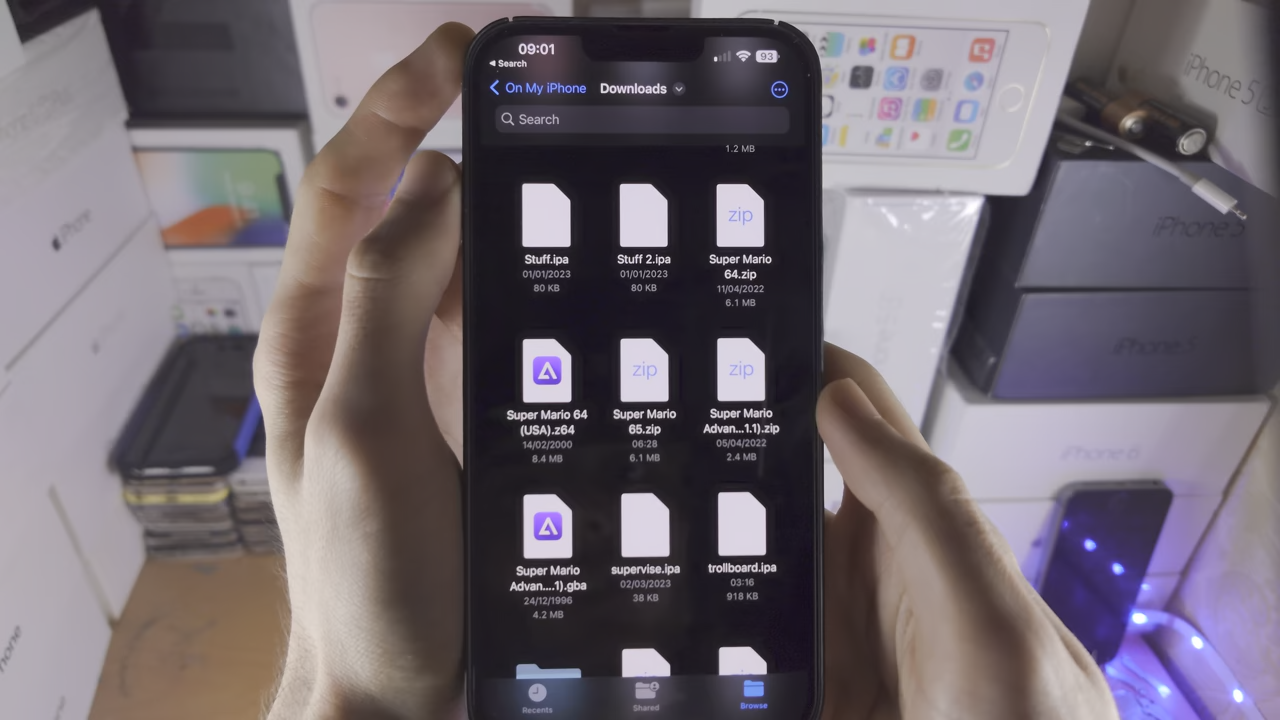 09:01
93
Search
On My iPhone
Downloads
Search
1.2 MB
zip
Stuff.ipa
Stuff 2.ipa
Super Mario
64.zip
01/01/2023
01/01/2023
11/04/2022
80 KB
80 KB
6.1 MB
zip
zip
Super Mario 64
(USA).z64
Super Mario
65.zip
Super Mario
Advan...1.1).zip
14/02/2000
06:28
05/04/2022
8.4 MB
6.1 MB
2.4 MB
Super Mario
Advan....1).gba
supervise.ipa
trollboard.ipa
24/12/1996
02/03/2023
03:16
4.2 MB
38 KB
918 KB
Recents
Shared
Browse
iPhone
iPhone 5
iPhone 5
iPhone 5
iPhone 6